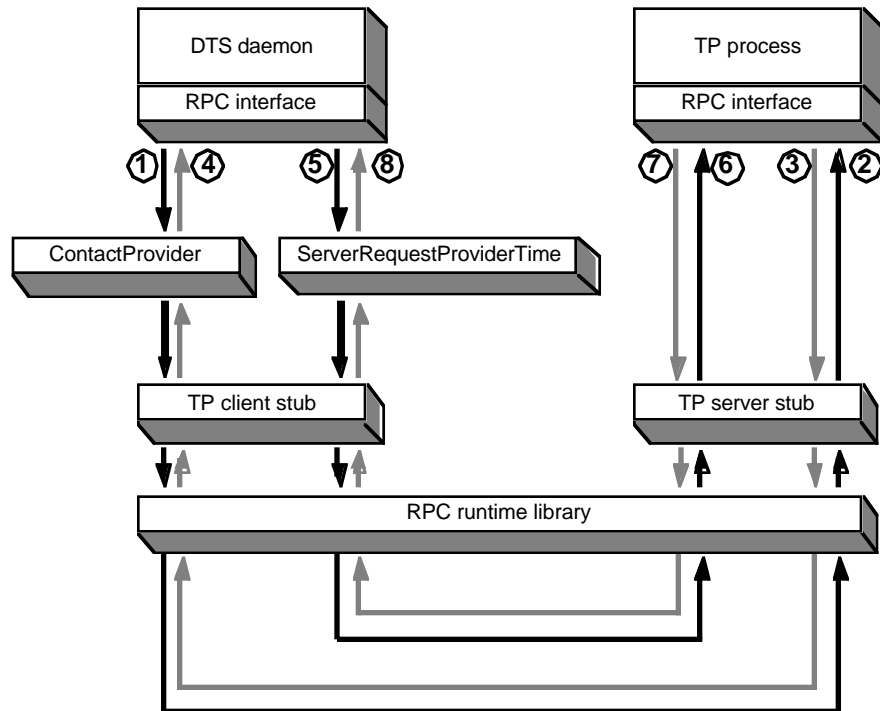 DTS daemon
TP process
RPC interface
RPC interface
1
4
5
8
7
6
3
2
ContactProvider
ServerRequestProviderTime
TP client stub
TP server stub
RPC runtime library